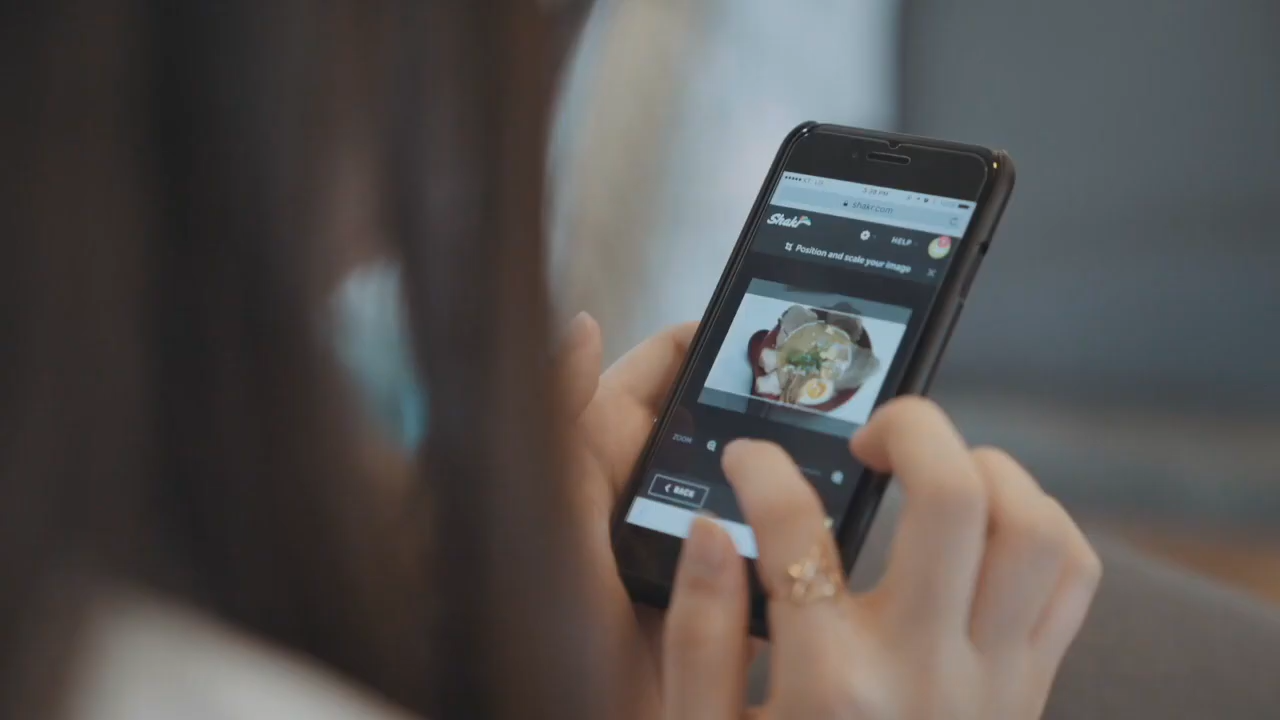 shakr.com
Shakr
HELP
Position and scale your image
ZOOM
BACK